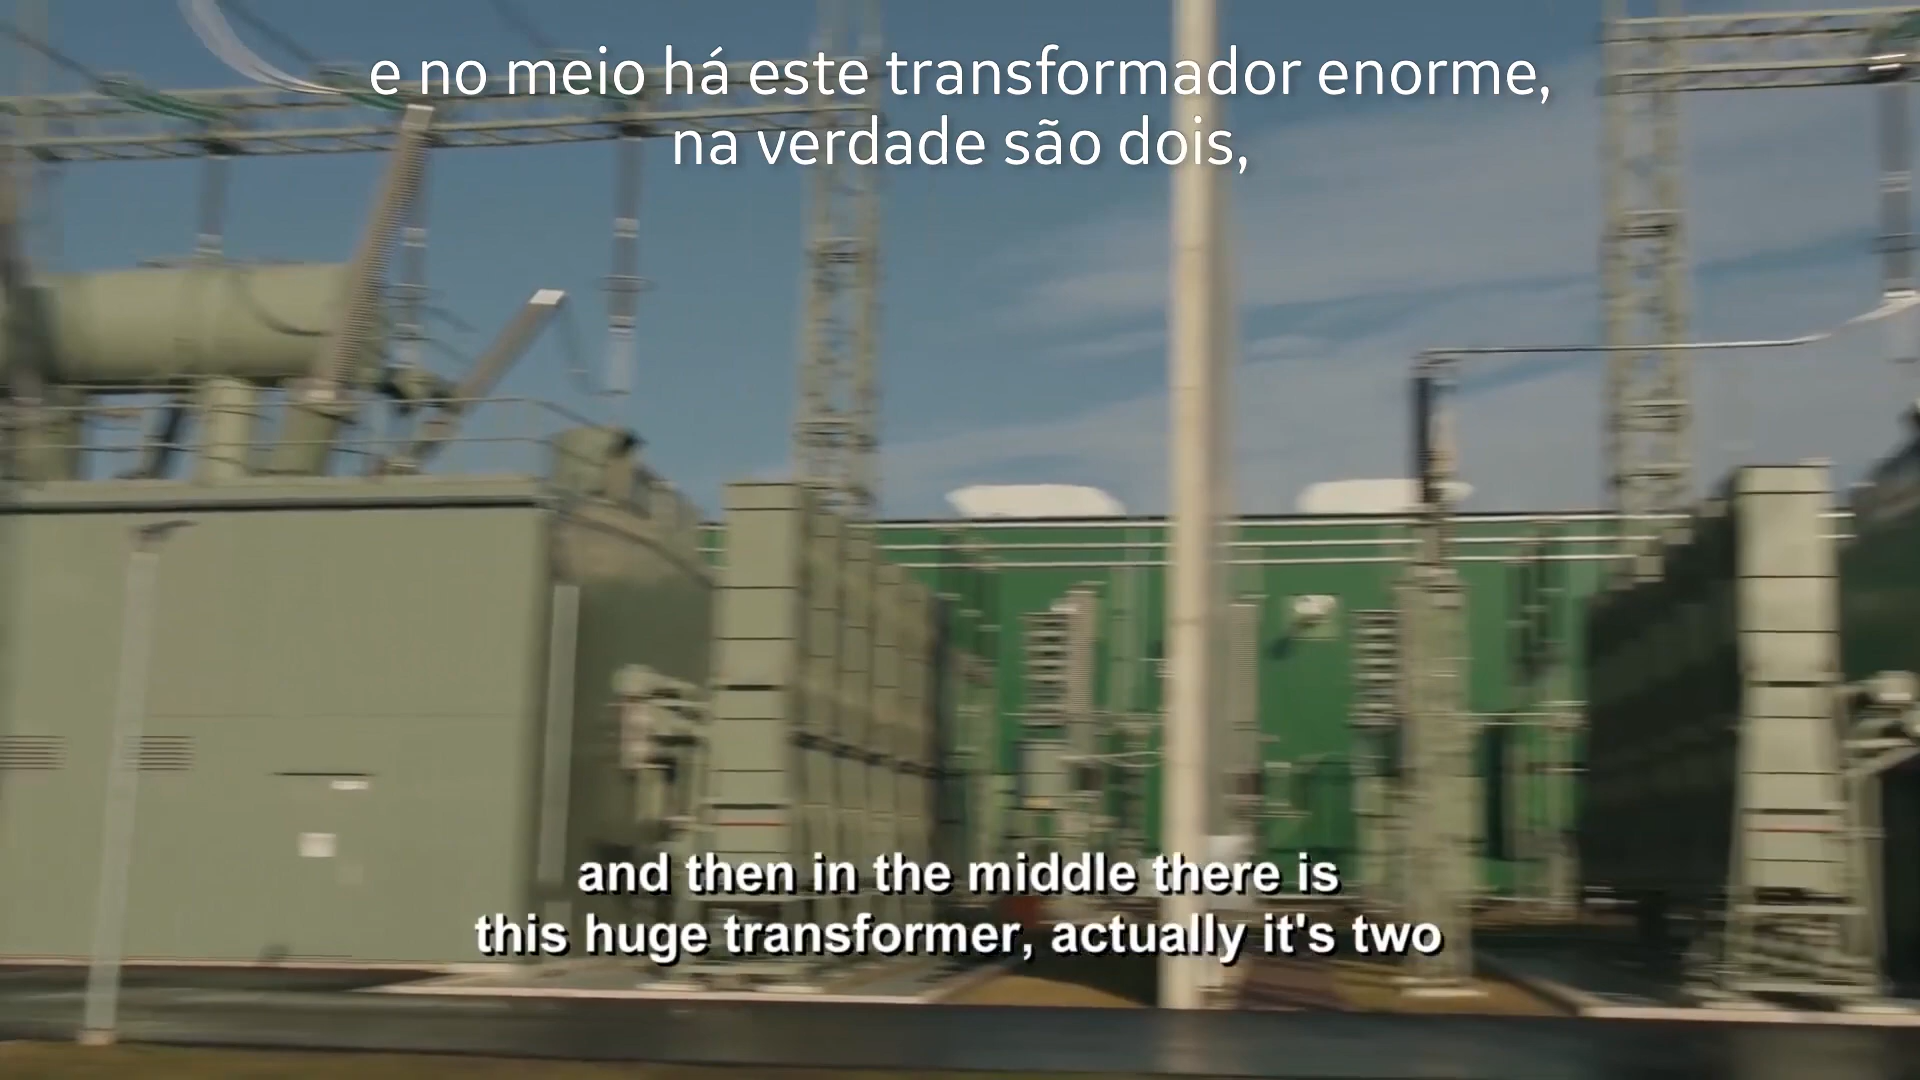 e no meio há este transformador enorme,
na verdade são dois,
and then in the middle there is
this huge transformer, actually it's two